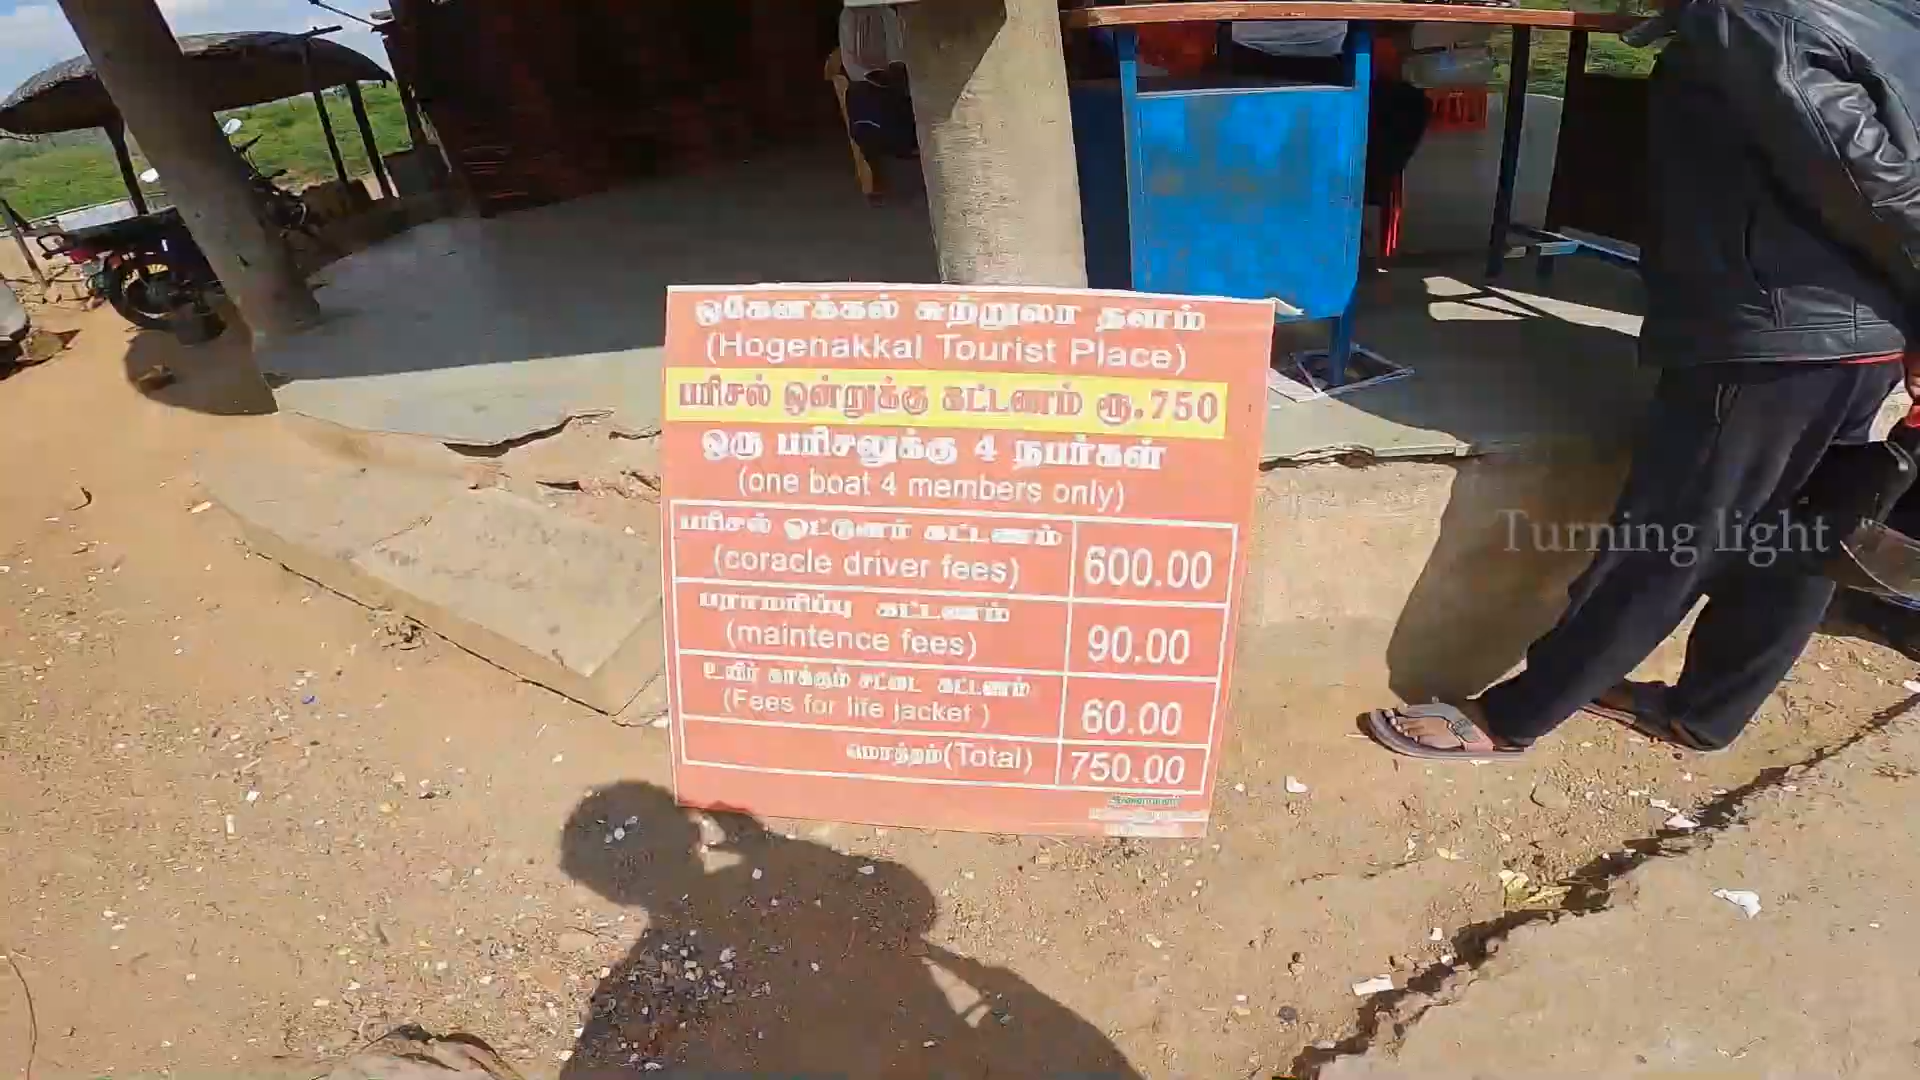 ஒகேனக்கல் சுற்றுலா தளம்
(Hogenakkal Tourist Place)
பரிசல் ஒன்றுக்கு கட்டணம் ரூ.750
ஒரு பரிசலுக்கு 4 நபர்கள்
(one boat 4 members only)
பரிசல் ஓட்டுனர் கட்டணம்
(coracle driver fees)
600.00
பராமரிப்பு கட்டணம்
(maintence fees)
90.00
உயிர் காக்கும் சட்டை கட்டணம்
(Fees for life jacket )
60.00
மொத்தம்(Total)
750.00
Turning light